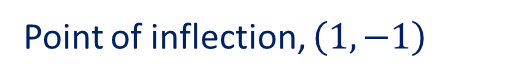 Point of inflection, (1, −1)